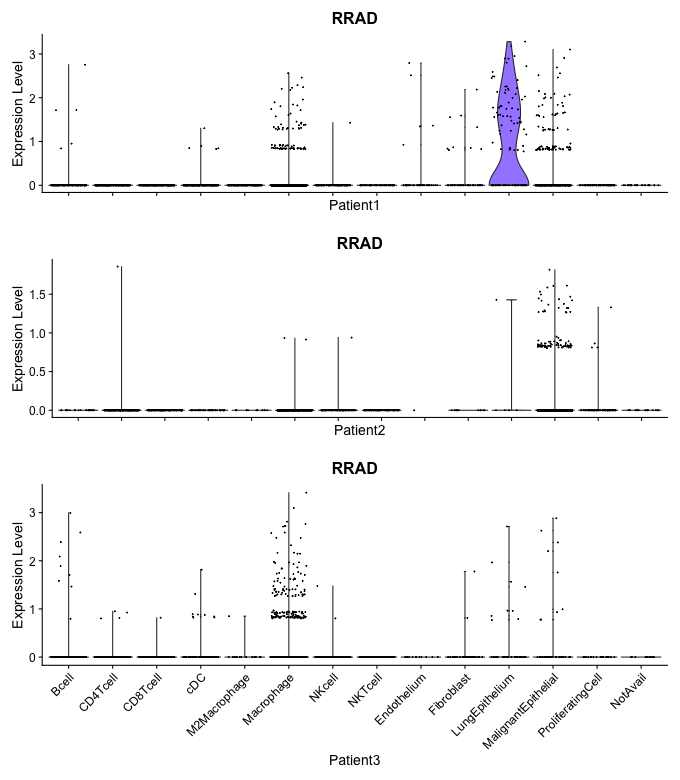 RRAD
Expression Level
3
2
1
0
Patient1
RRAD
Expression Level
1.5
1.0
0.5
0.0
Patient2
RRAD
Expression Level
3
2
1
0
Bcell
CD4Tcell
CD8Tcell
cDC
M2Macrophage
Macrophage
NKcell
NKTcell
Endothelium
Fibroblast
LungEpithelium
MalignantEpithelial
ProliferatingCell
NotAvail
Patient3